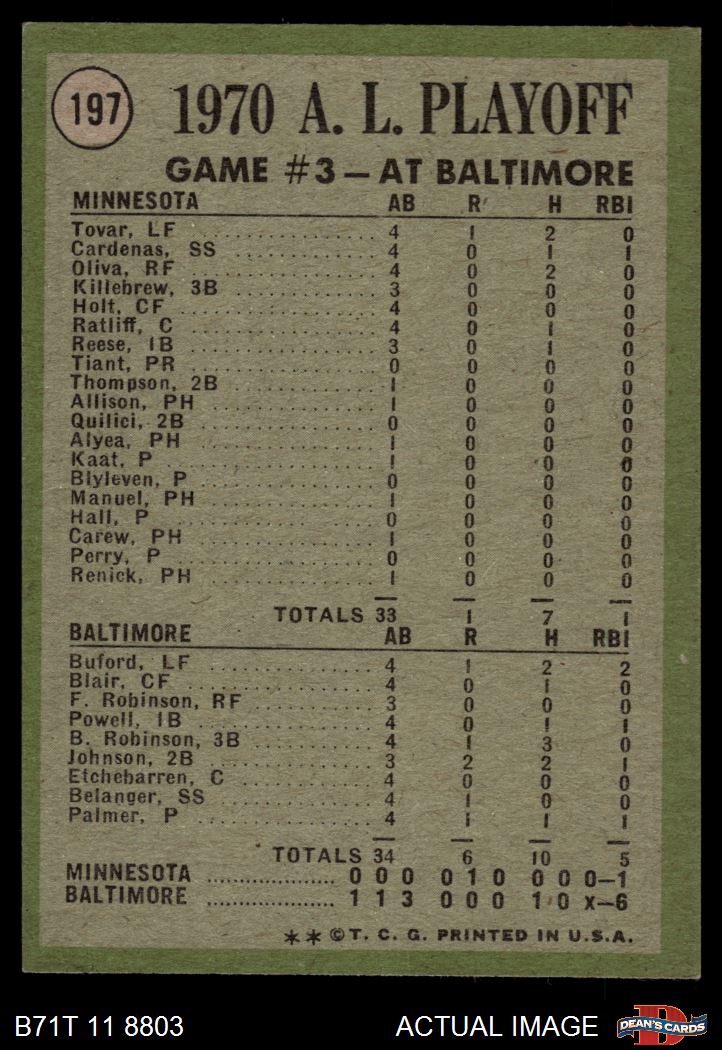 197
1970 A. L. PLAYOFF
GAME #3 – AT BALTIMORE
MINNESOTA AB R H RBI
Tovar, LF .......... 4 1 2 0
Cardenas, SS .......... 4 0 1 1
Oliva, RF .......... 4 0 2 0
Killebrew, 3B .......... 3 0 0 0
Holt, CF .......... 4 0 0 0
Ratliff, C .......... 4 0 1 0
Reese, 1B .......... 3 0 1 0
Tiant, PR .......... 0 0 0 0
Thompson, 2B .......... 1 0 0 0
Allison, PH .......... 1 0 0 0
Quilici, 2B .......... 0 0 0 0
Alyea, PH .......... 1 0 0 0
Kaat, P .......... 1 0 0 0
Blyleven, P .......... 0 0 0 0
Manuel, PH .......... 1 0 0 0
Hall, P .......... 0 0 0 0
Carew, PH .......... 1 0 0 0
Perry, P .......... 0 0 0 0
Renick, PH .......... 1 0 0 0
TOTALS 33 1 7 1
BALTIMORE AB R H RBI
Buford, LF .......... 4 1 2 2
Blair, CF .......... 4 0 1 0
F. Robinson, RF .......... 3 0 0 0
Powell, 1B .......... 4 0 1 1
B. Robinson, 3B .......... 4 1 3 0
Johnson, 2B .......... 3 2 2 1
Etchebarren, C .......... 4 0 0 0
Belanger, SS .......... 4 1 0 0
Palmer, P .......... 4 1 1 1
TOTALS 34 6 10 5
MINNESOTA .......... 0 0 0 0 1 0 0 0 0–1
BALTIMORE .......... 1 1 3 0 0 0 1 0 x–6
**©T. C. G. PRINTED IN U.S.A.
B71T 11 8803 ACTUAL IMAGE DEAN'S CARDS